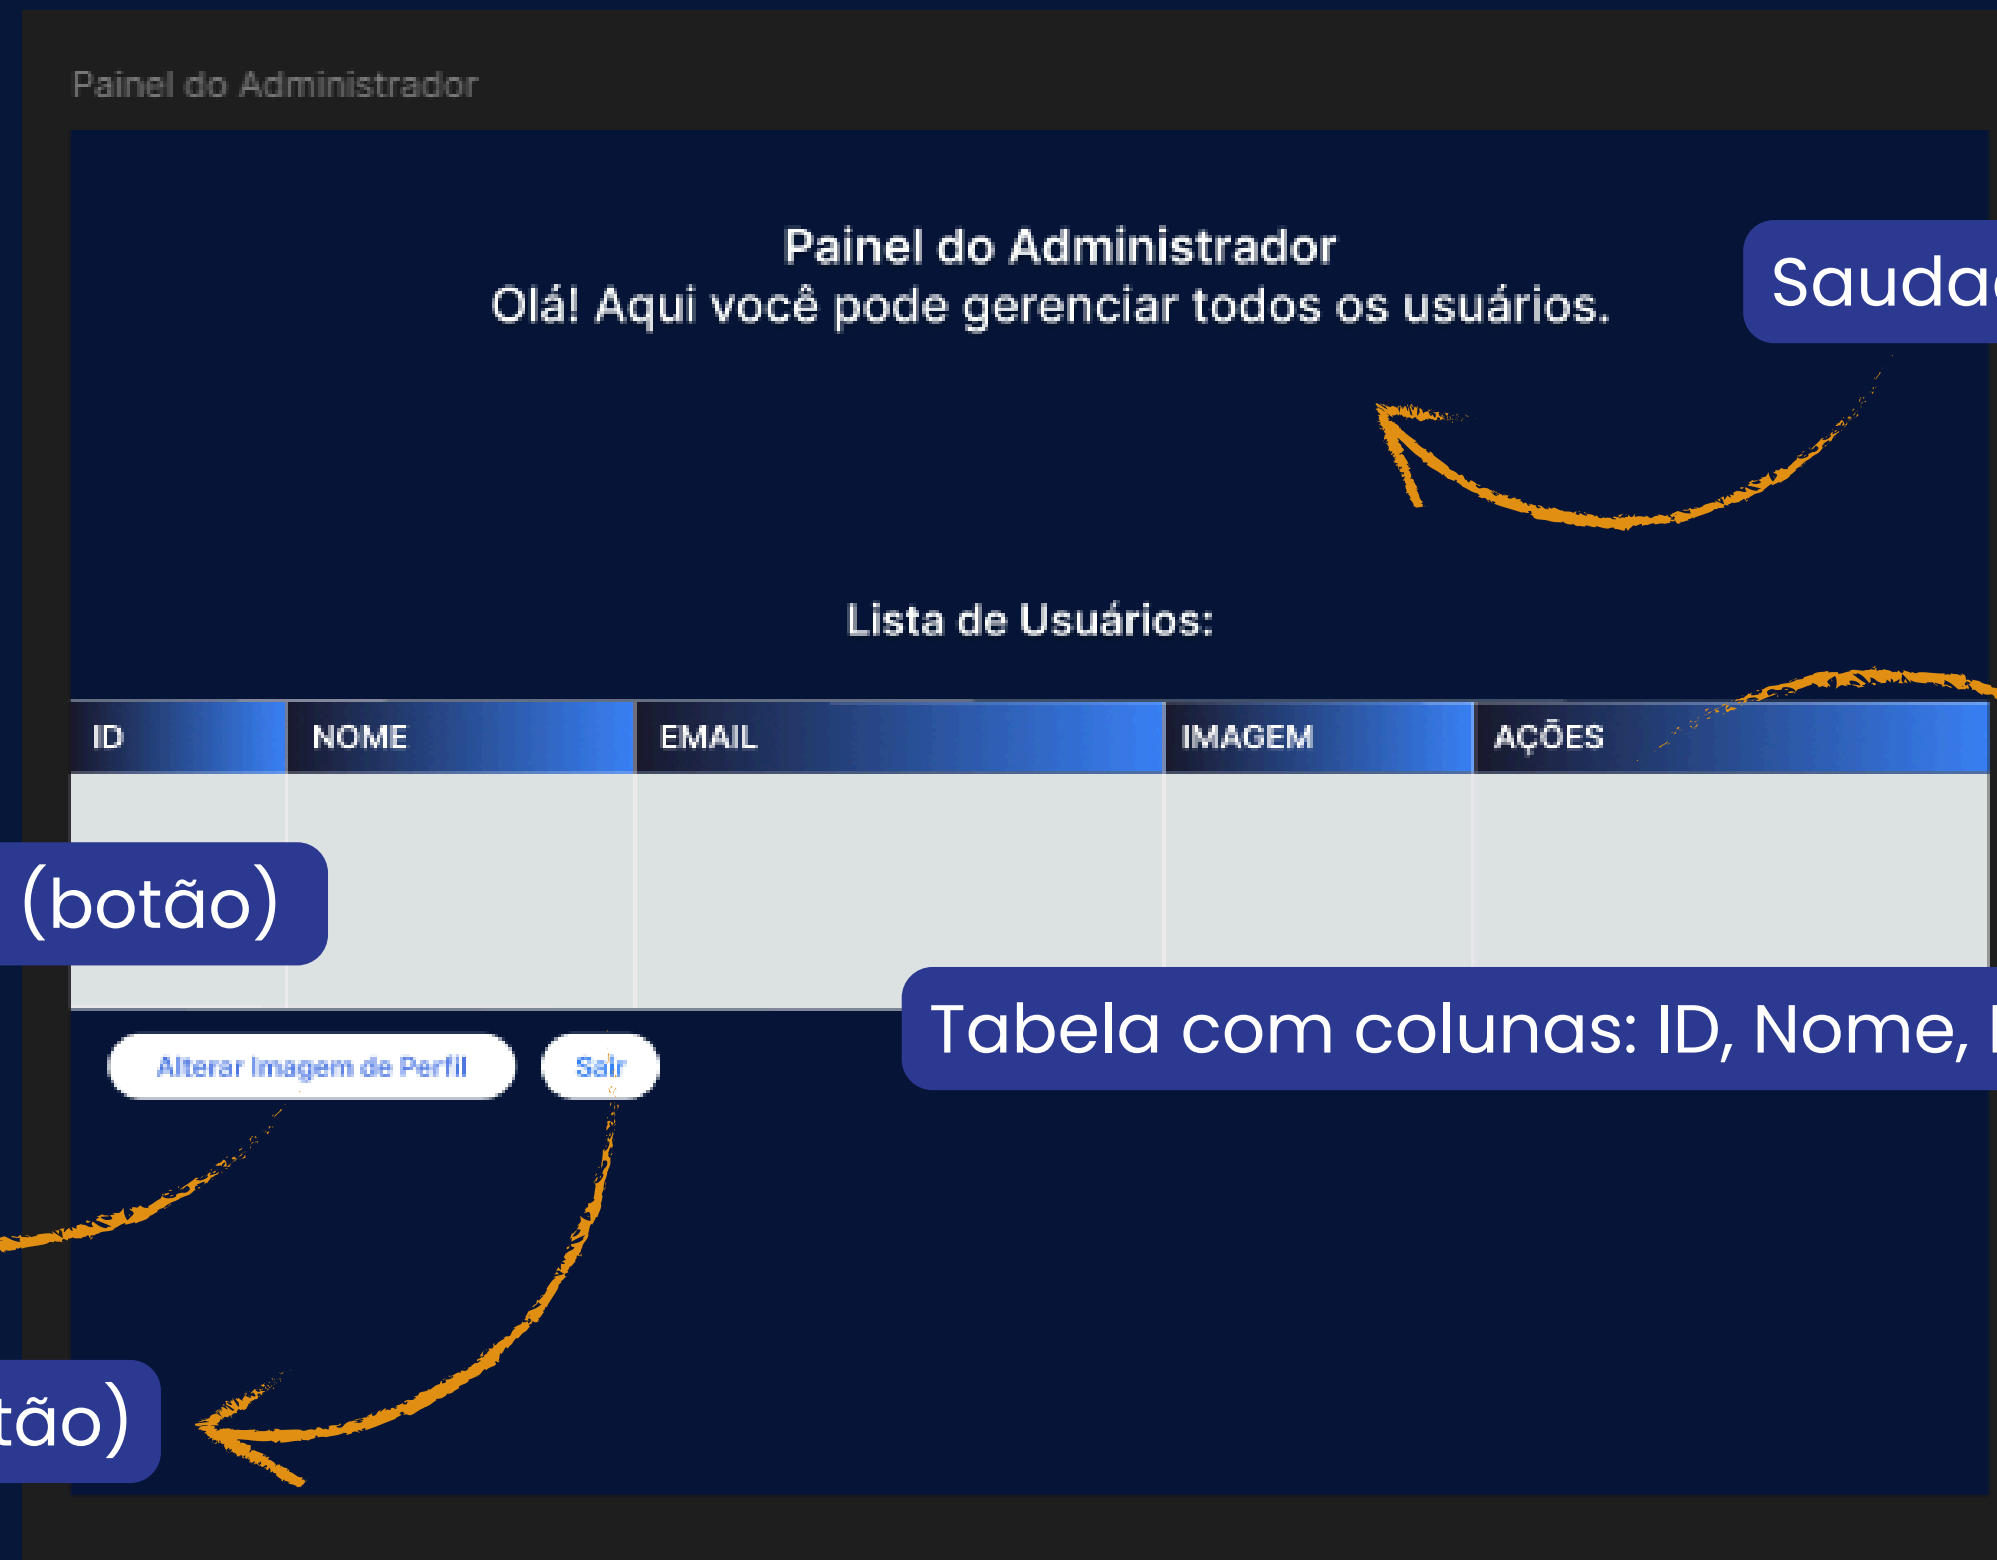 Painel do Administrador
Painel do Administrador
Olá! Aqui você pode gerenciar todos os usuários.
Lista de Usuários:
ID NOME EMAIL IMAGEM AÇÕES
(botão)
Tabela com colunas: ID, Nome,
Alterar Imagem de Perfil Sair